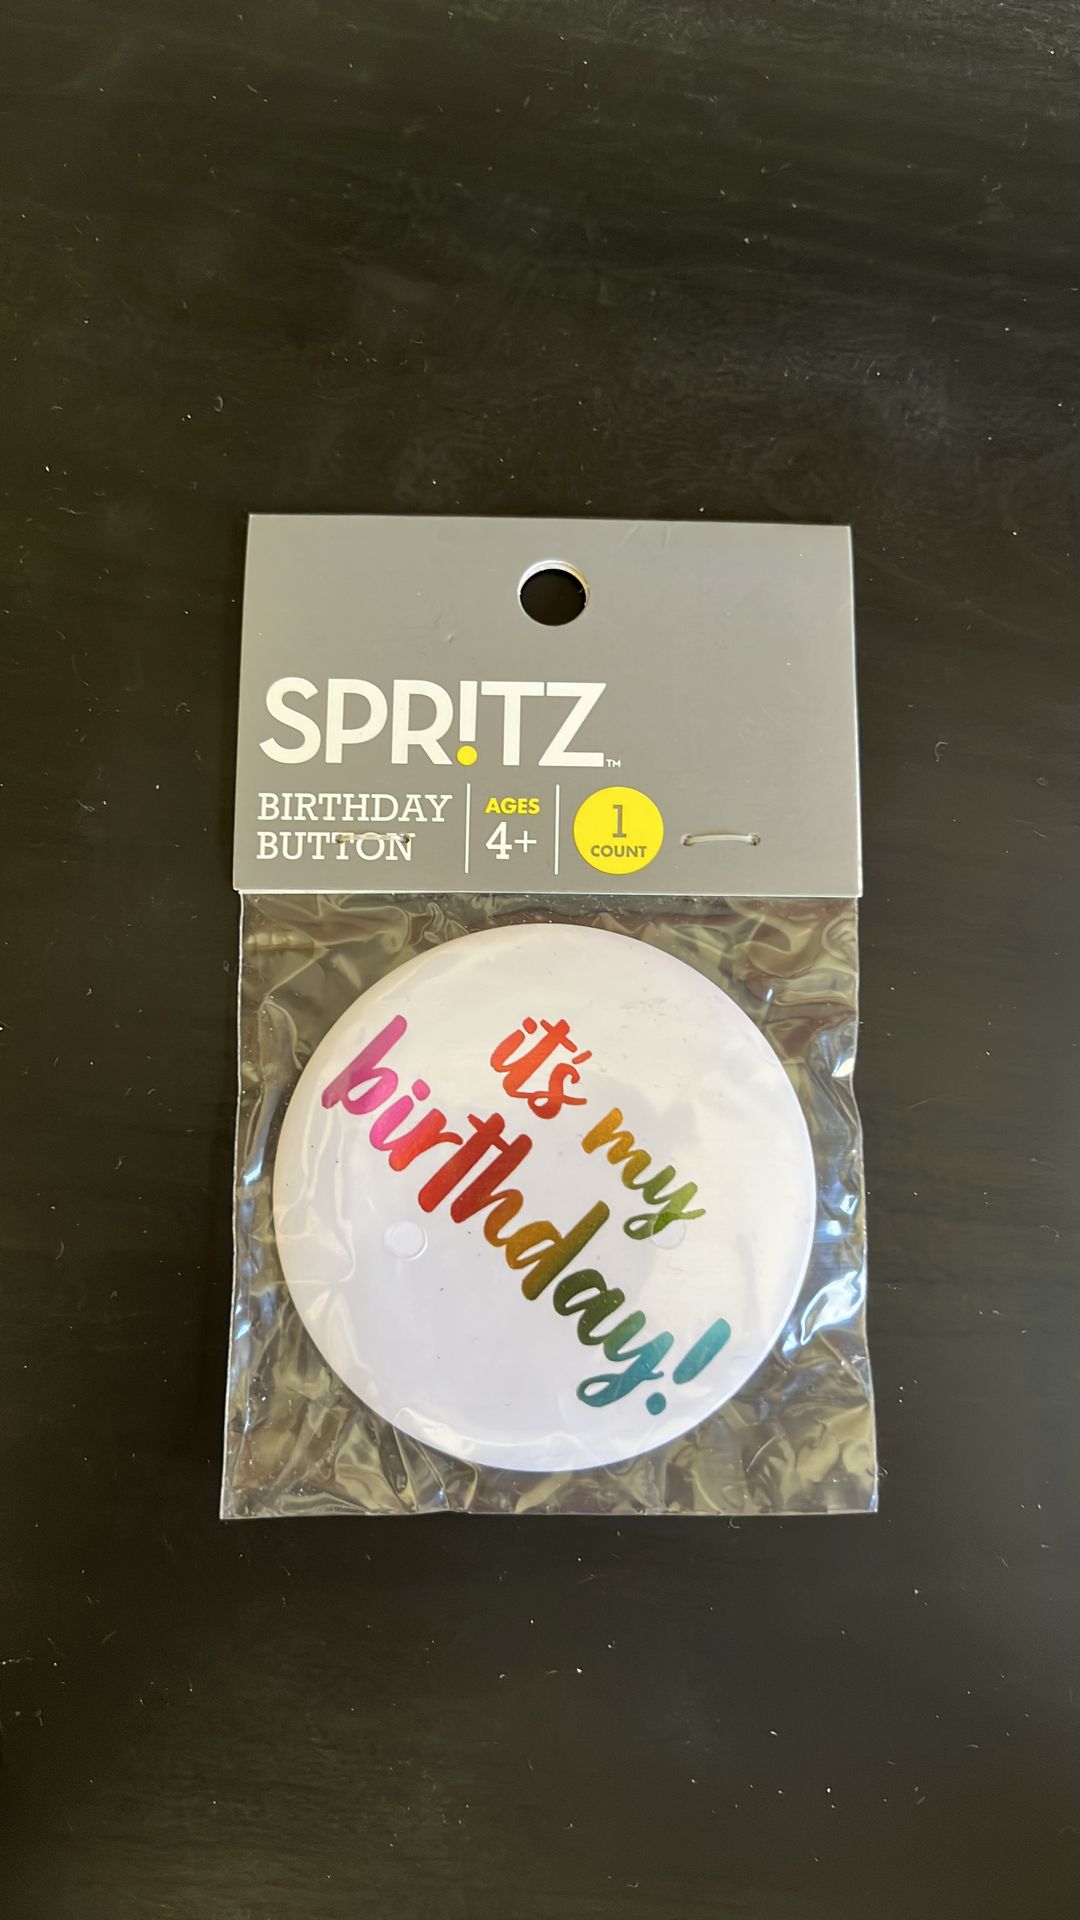 SPR!TZ™
BIRTHDAY
BUTTON
AGES
4+
1
COUNT
it's my
birthday!